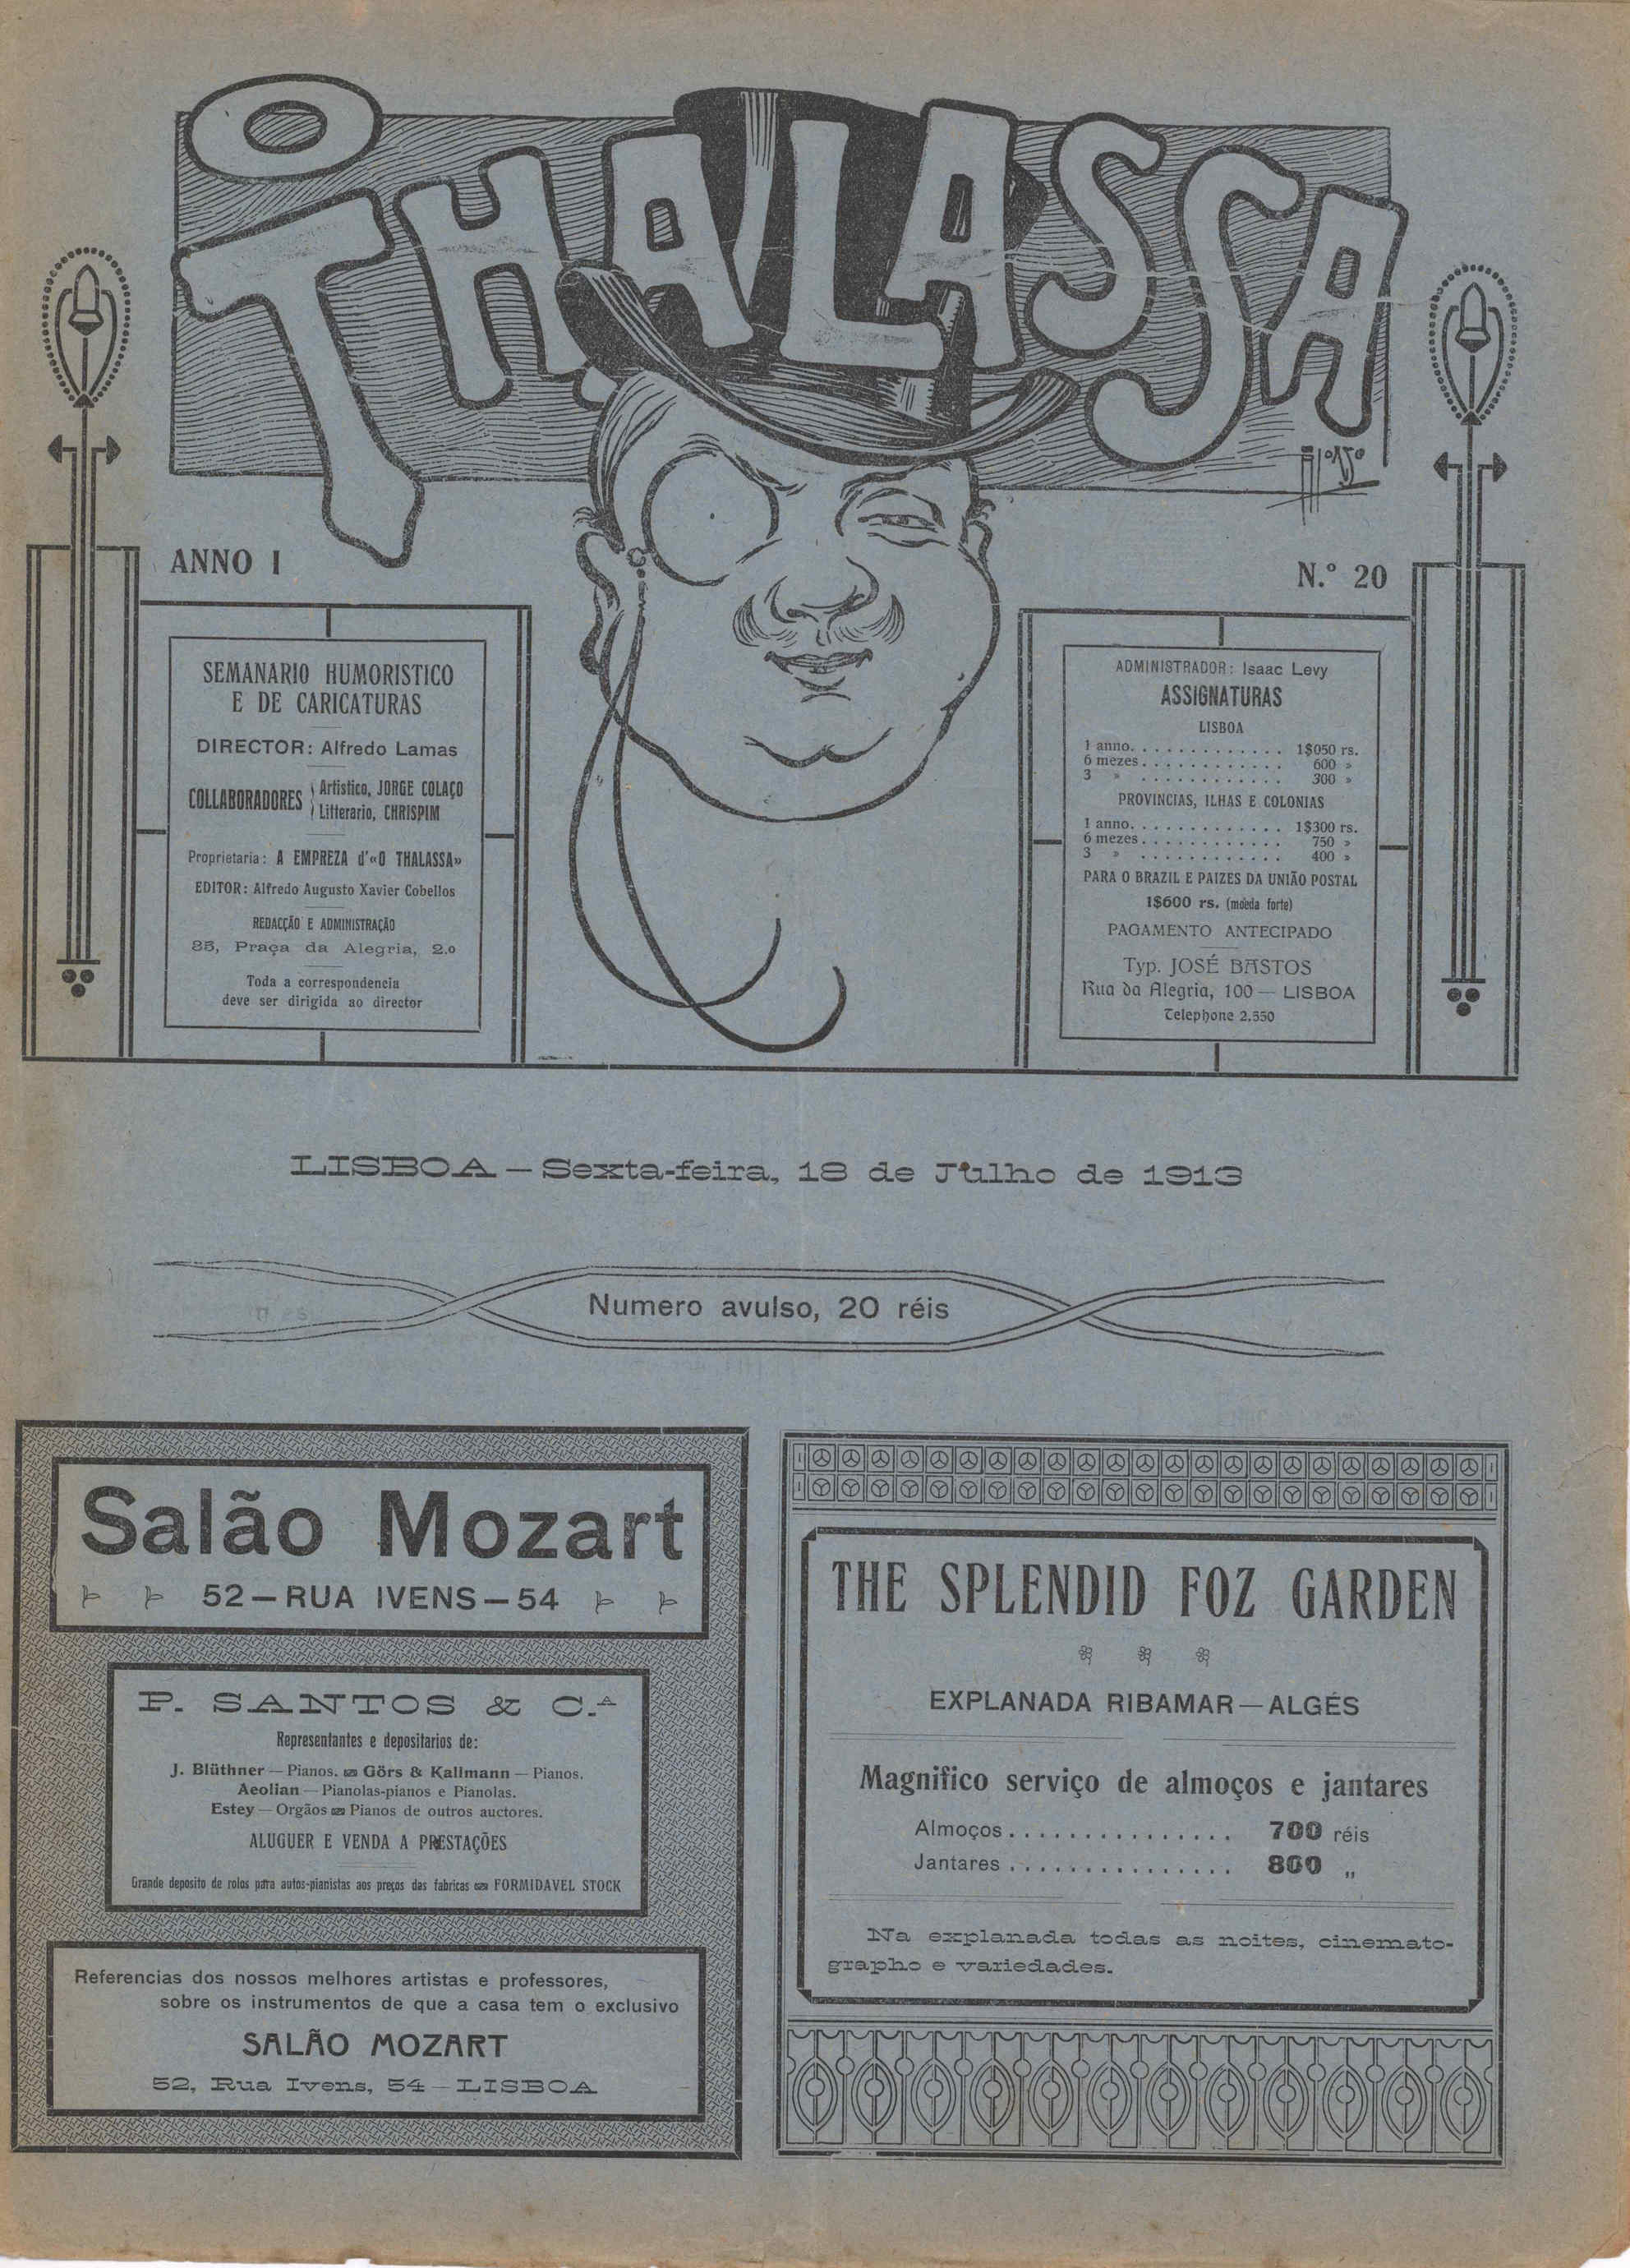 O
THALASSA
ANNO I
N.º 20
SEMANARIO HUMORISTICO
E DE CARICATURAS
DIRECTOR: Alfredo Lamas
COLLABORADORES
Artistico, JORGE COLAÇO
Litterario, CHRISPIM
Proprietaria: A EMPREZA d'«O THALASSA»
EDITOR: Alfredo Augusto Xavier Cobellos
REDACÇÃO E ADMINISTRAÇÃO
85, Praça da Alegria, 2.º
Toda a correspondencia
deve ser dirigida ao director
ADMINISTRADOR: Isaac Levy
ASSIGNATURAS
LISBOA
1 anno. . . . . . . . . . . . . 1$050 rs.
6 mezes . . . . . . . . . . . . 600 »
3 » . . . . . . . . . . . . 300 »
PROVINCIAS, ILHAS E COLONIAS
1 anno. . . . . . . . . . . . . 1$300 rs.
6 mezes . . . . . . . . . . . . 750 »
3 » . . . . . . . . . . . . 400 »
PARA O BRAZIL E PAIZES DA UNIÃO POSTAL
1$600 rs. (moeda forte)
PAGAMENTO ANTECIPADO
Typ. JOSÉ BASTOS
Rua da Alegria, 100 — LISBOA
Telephone 2.550
LISBOA — Sexta-feira, 18 de Julho de 1913
Numero avulso, 20 réis
Salão Mozart
52 — RUA IVENS — 54
P. SANTOS & C.A
Representantes e depositarios de:
J. Blüthner — Pianos. Görs & Kallmann — Pianos.
Aeolian — Pianolas-pianos e Pianolas.
Estey — Orgãos Pianos de outros auctores.
ALUGUER E VENDA A PRESTAÇÕES
Grande deposito de rolos para autos-pianistas aos preços das fabricas FORMIDAVEL STOCK
Referencias dos nossos melhores artistas e professores,
sobre os instrumentos de que a casa tem o exclusivo
SALÃO MOZART
52, Rua Ivens, 54 — LISBOA
THE SPLENDID FOZ GARDEN
EXPLANADA RIBAMAR — ALGÉS
Magnifico serviço de almoços e jantares
Almoços . . . . . . . . . . . . . . . 700 réis
Jantares . . . . . . . . . . . . . . . 800 „
Na explanada todas as noites, cinemato-
grapho e variedades.